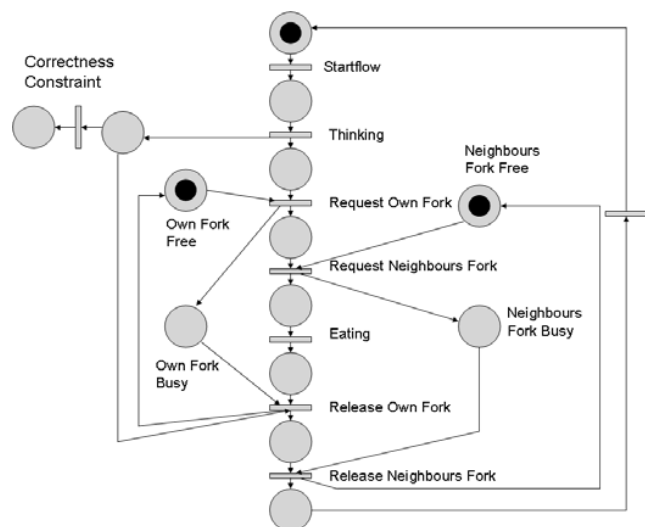 Startflow
Correctness
Constraint
Thinking
Neighbours
Fork Free
Request Own Fork
Own Fork
Free
Request Neighbours Fork
Neighbours
Fork Busy
Eating
Own Fork
Busy
Release Own Fork
Release Neighbours Fork